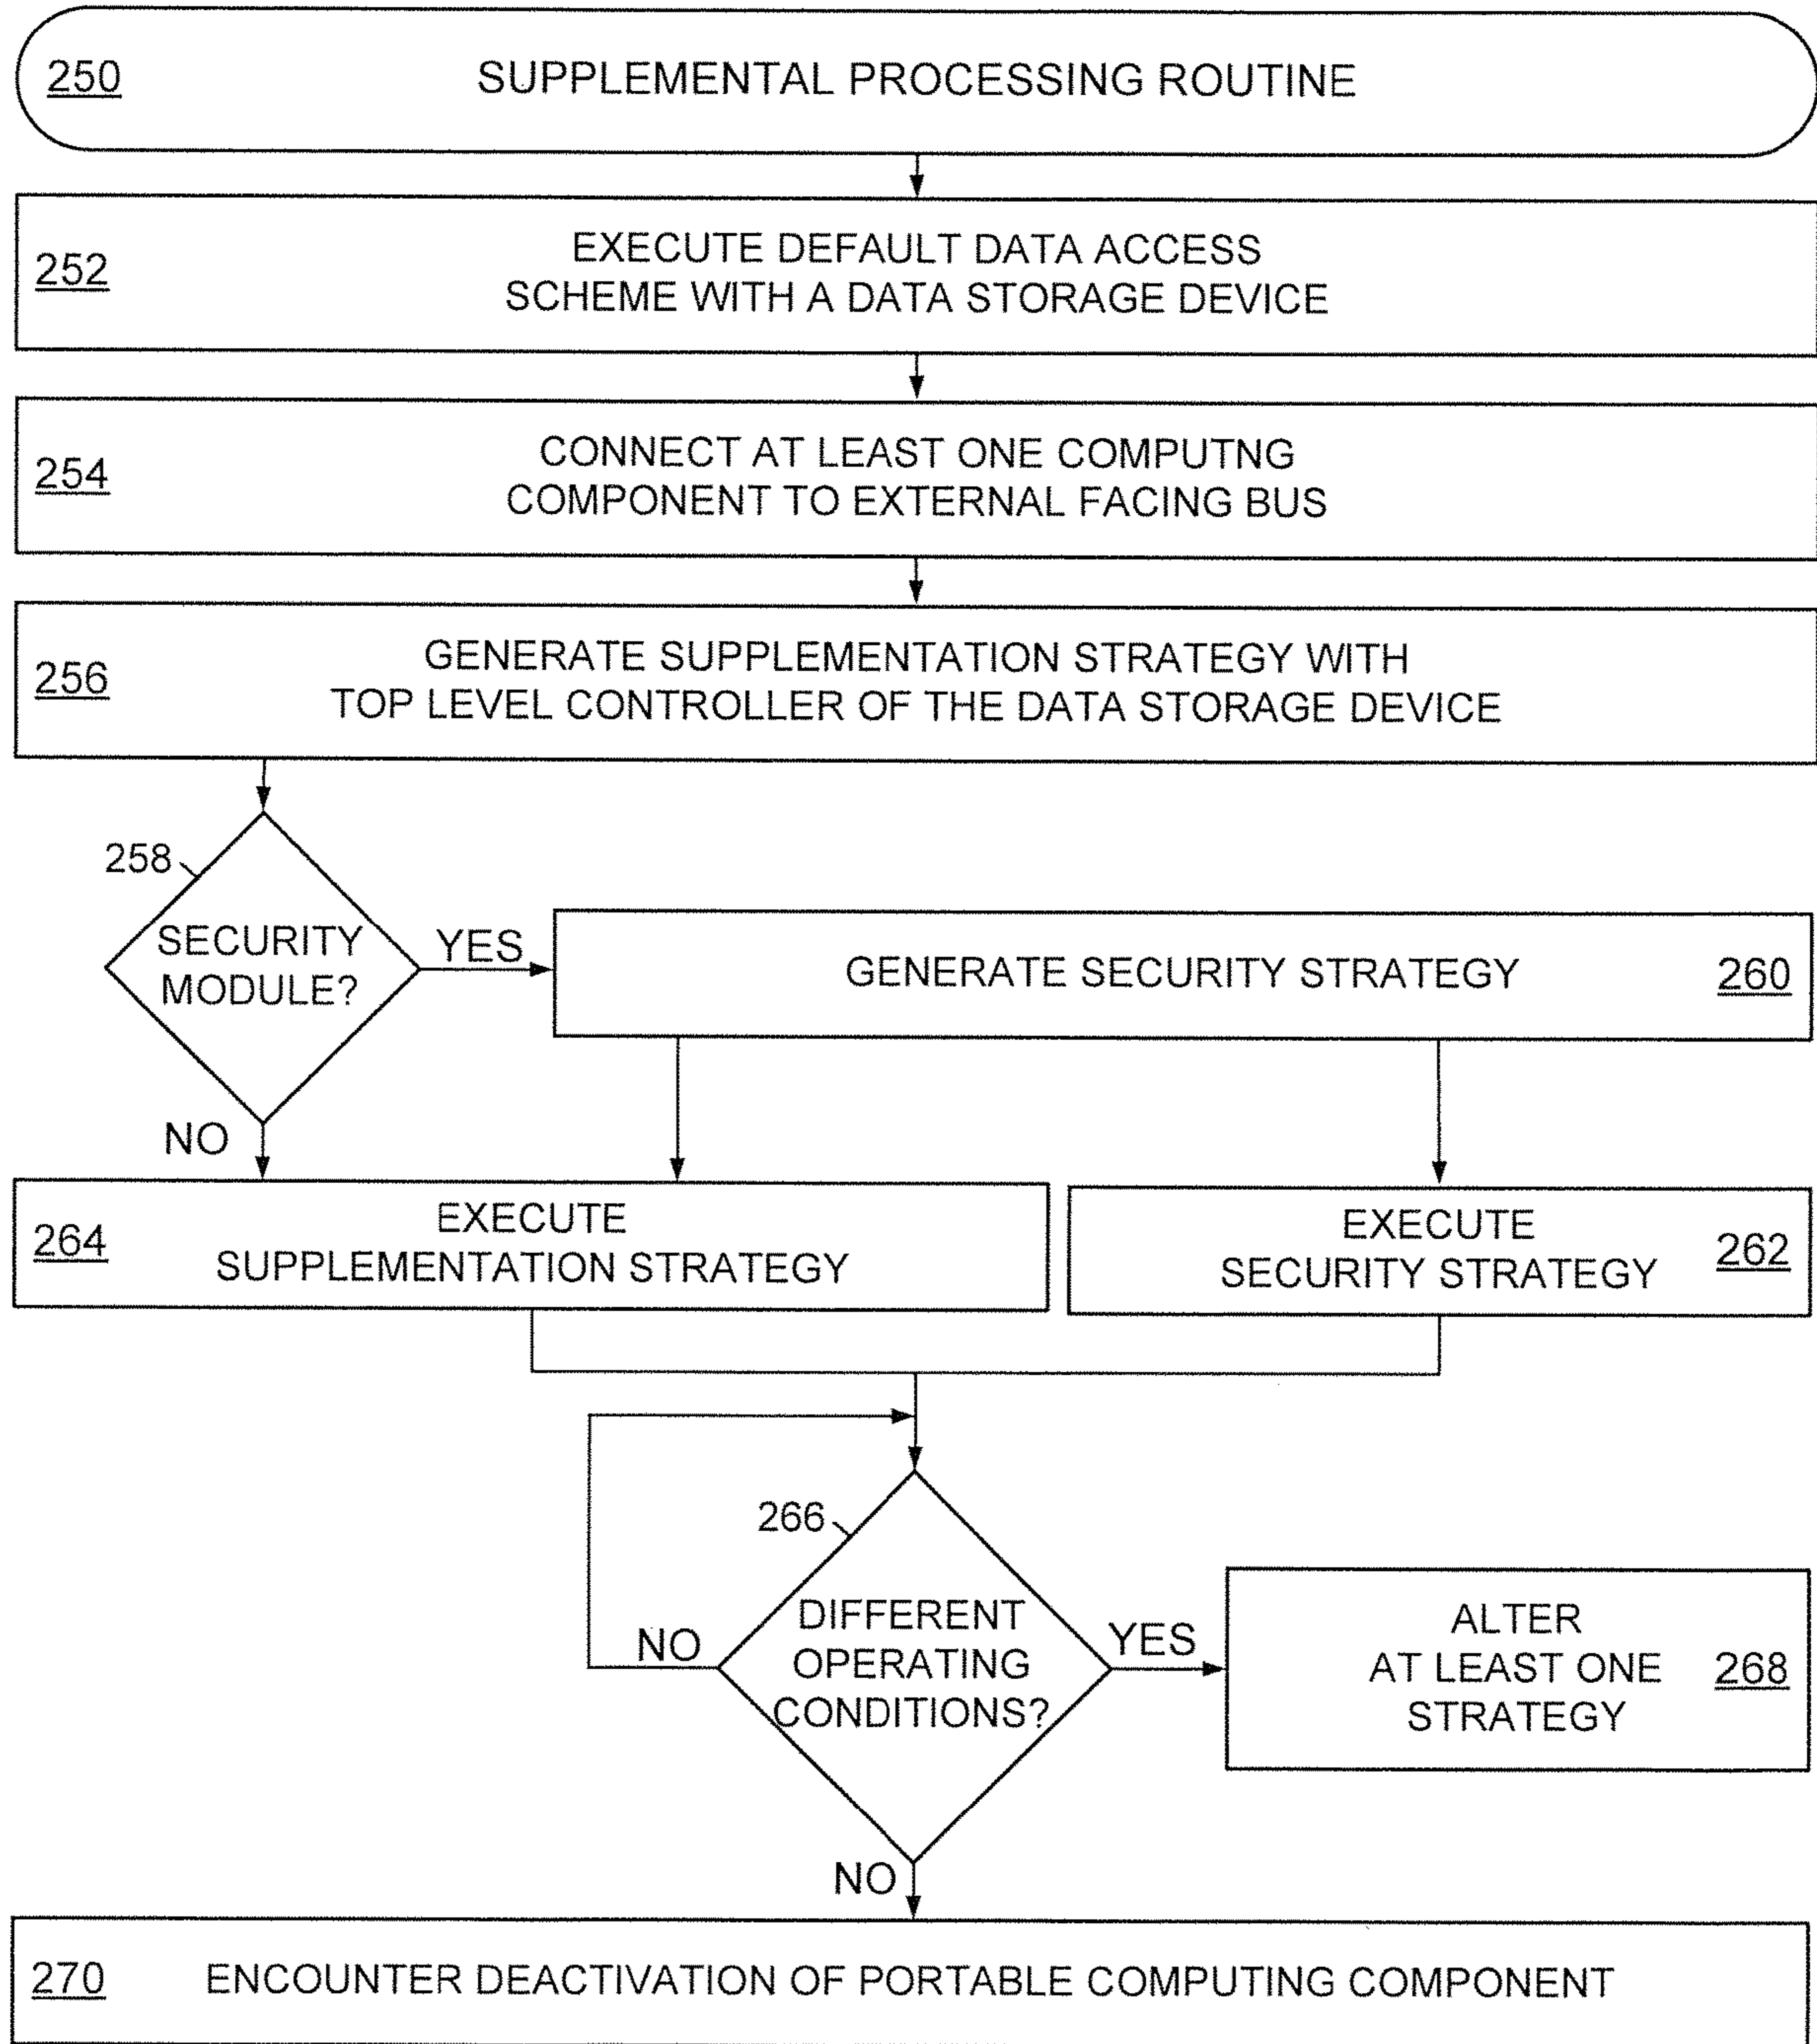 250
SUPPLEMENTAL PROCESSING ROUTINE
252
EXECUTE DEFAULT DATA ACCESS
SCHEME WITH A DATA STORAGE DEVICE
254
CONNECT AT LEAST ONE COMPUTNG
COMPONENT TO EXTERNAL FACING BUS
256
GENERATE SUPPLEMENTATION STRATEGY WITH
TOP LEVEL CONTROLLER OF THE DATA STORAGE DEVICE
258
SECURITY
MODULE?
YES
GENERATE SECURITY STRATEGY
260
NO
264
EXECUTE
SUPPLEMENTATION STRATEGY
EXECUTE
SECURITY STRATEGY
262
266
DIFFERENT
OPERATING
CONDITIONS?
NO
YES
ALTER
AT LEAST ONE
STRATEGY
268
NO
270
ENCOUNTER DEACTIVATION OF PORTABLE COMPUTING COMPONENT